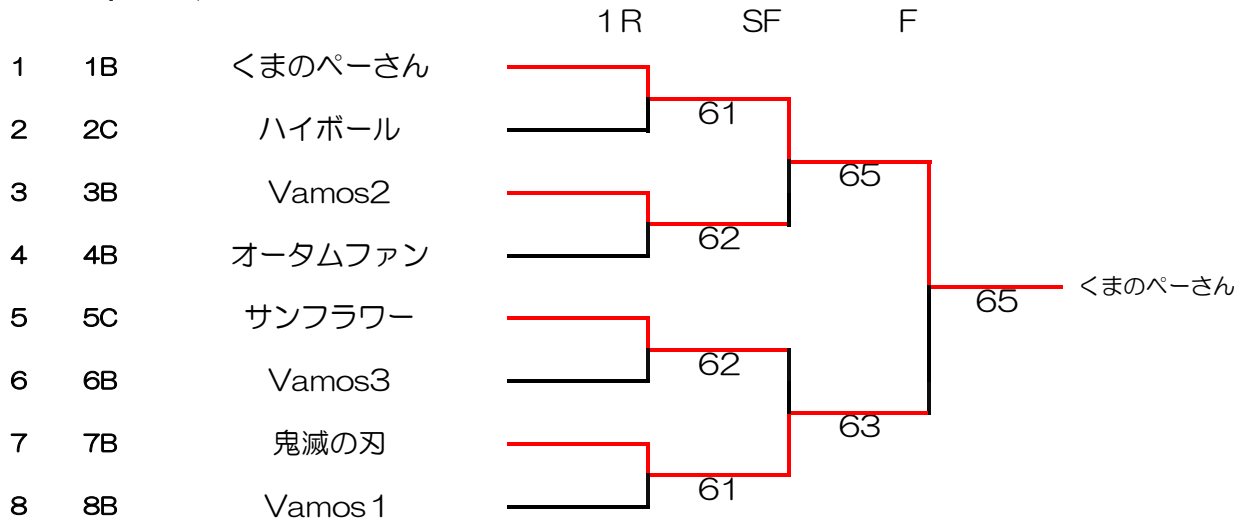 1R SF F
1 1B くまのぺーさん
61
2 2C ハイボール
65
3 3B Vamos2
62
4 4B オータムファン
65 くまのぺーさん
5 5C サンフラワー
62
6 6B Vamos3
63
7 7B 鬼滅の刃
61
8 8B Vamos1